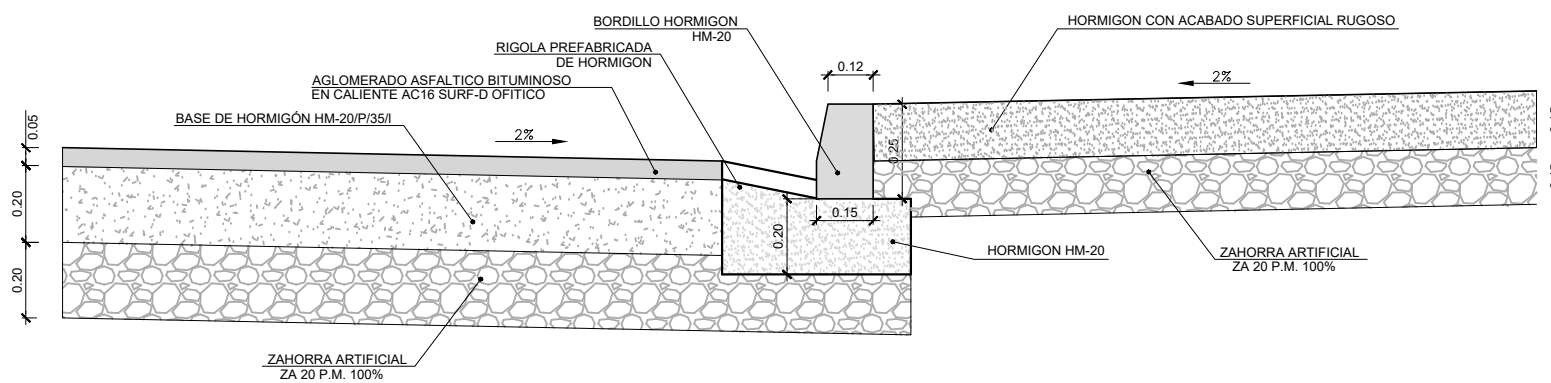 BORDILLO HORMIGON
HM-20
HORMIGON CON ACABADO SUPERFICIAL RUGOSO
RIGOLA PREFABRICADA
DE HORMIGON
AGLOMERADO ASFALTICO BITUMINOSO
EN CALIENTE AC16 SURF-D OFITICO
BASE DE HORMIGÓN HM-20/P/35/I
0.12
2%
2%
0.05
0.20
0.20
0.25
0.15
0.20
HORMIGON HM-20
ZAHORRA ARTIFICIAL
ZA 20 P.M. 100%
ZAHORRA ARTIFICIAL
ZA 20 P.M. 100%